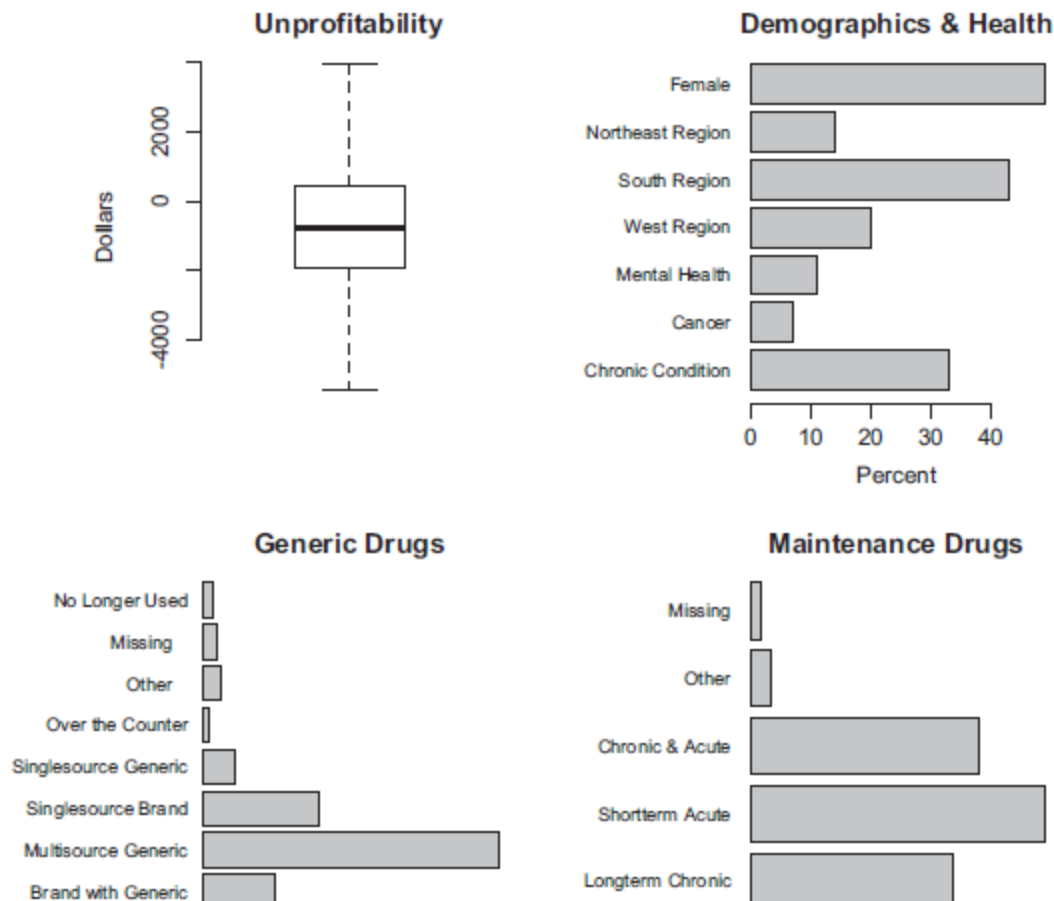 Unprofitability
Dollars
2000
0
-4000
Demographics & Health
Female
Northeast Region
South Region
West Region
Mental Health
Cancer
Chronic Condition
0 10 20 30 40
Percent
Generic Drugs
No Longer Used
Missing
Other
Over the Counter
Singlesource Generic
Singlesource Brand
Multisource Generic
Brand with Generic
Maintenance Drugs
Missing
Other
Chronic & Acute
Shortterm Acute
Longterm Chronic